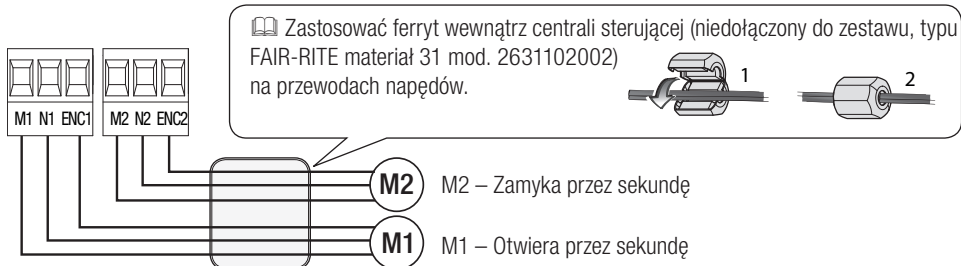 Zastosować ferryt wewnątrz centrali sterującej (niedołączony do zestawu, typu
FAIR-RITE materiał 31 mod. 2631102002)
na przewodach napędów.
1
2
M1 N1 ENC1 M2 N2 ENC2
M2 M2 – Zamyka przez sekundę
M1 M1 – Otwiera przez sekundę